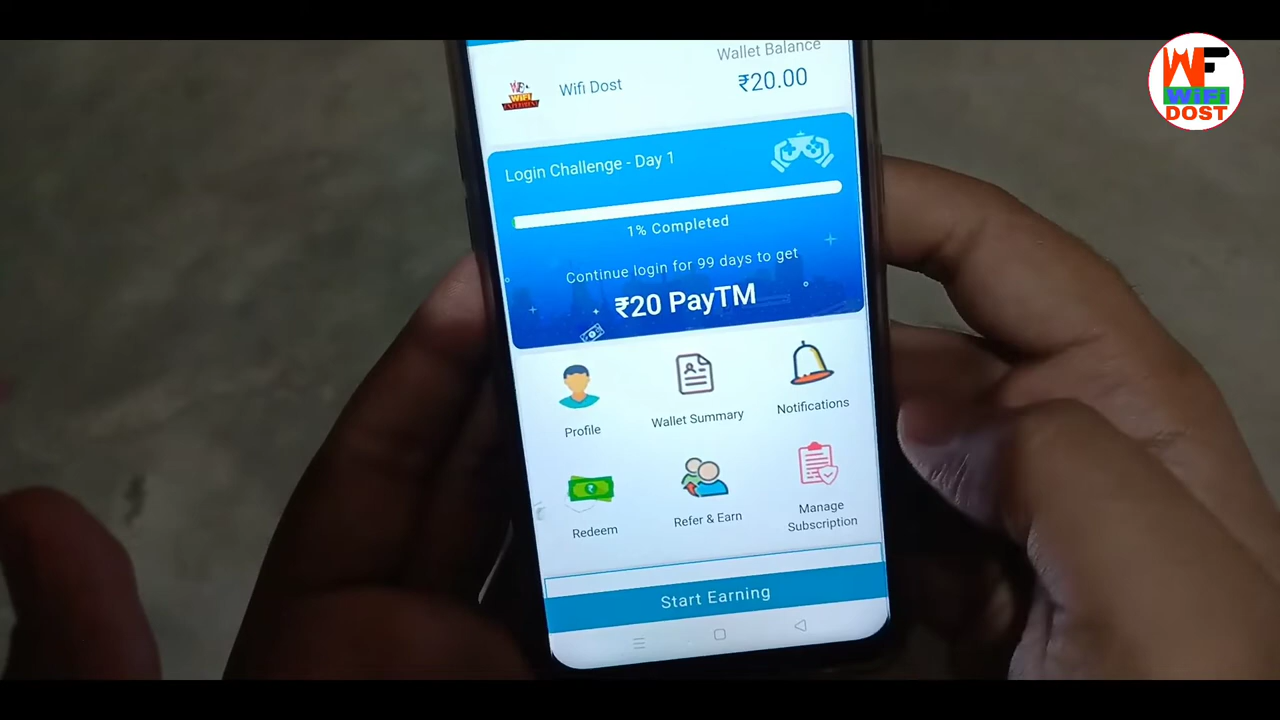 Wallet Balance
Wifi Dost
₹20.00
WF
WiFi
DOST
Login Challenge - Day 1
1% Completed
Continue login for 99 days to get
₹20 PayTM
Profile
Wallet Summary
Notifications
Redeem
Refer & Earn
Manage
Subscription
Start Earning